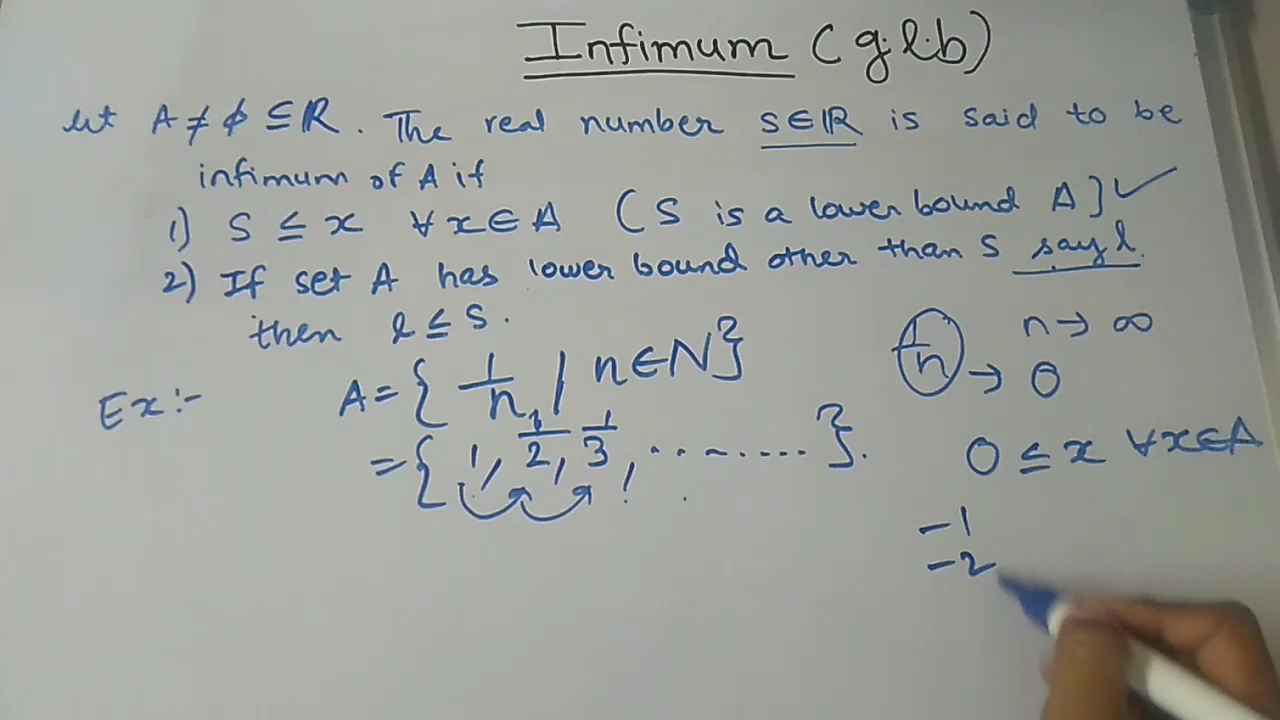 Infimum (g.l.b)
let A ≠ ϕ ⊆ ℝ. The real number s∈ℝ is said to be
infimum of A if
1) S ≤ x ∀x∈A (S is a lower bound A] ✓
2) If set A has lower bound other than S say l.
then l ≤ S.
n → ∞
1/n → 0
Ex:- A = { 1/n | n∈N }
= { 1, 1/2, 1/3, ........ }.
0 ≤ x ∀x∈A
-1
-2